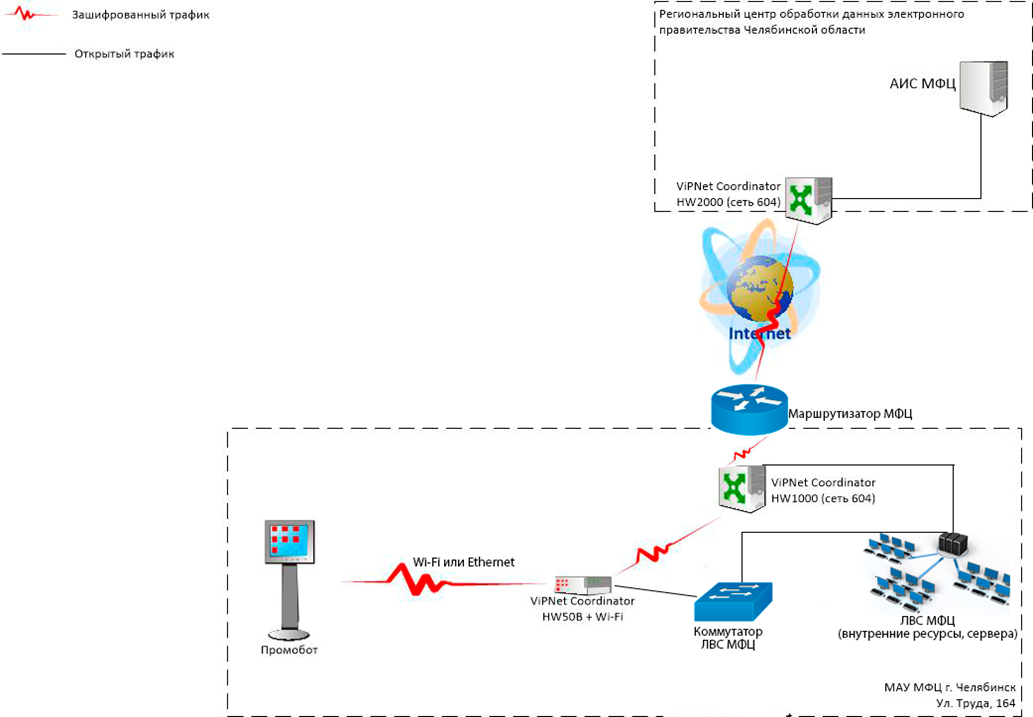 Зашифрованный трафик
Открытый трафик
Региональный центр обработки данных электронного
правительства Челябинской области
АИС МФЦ
ViPNet Coordinator
HW2000 (сеть 604)
Internet
Маршрутизатор МФЦ
ViPNet Coordinator
HW1000 (сеть 604)
Wi-Fi или Ethernet
ViPNet Coordinator
HW50B + Wi-Fi
Промобот
Коммутатор
ЛВС МФЦ
ЛВС МФЦ
(внутренние ресурсы, сервера)
МАУ МФЦ г. Челябинск
Ул. Труда, 164